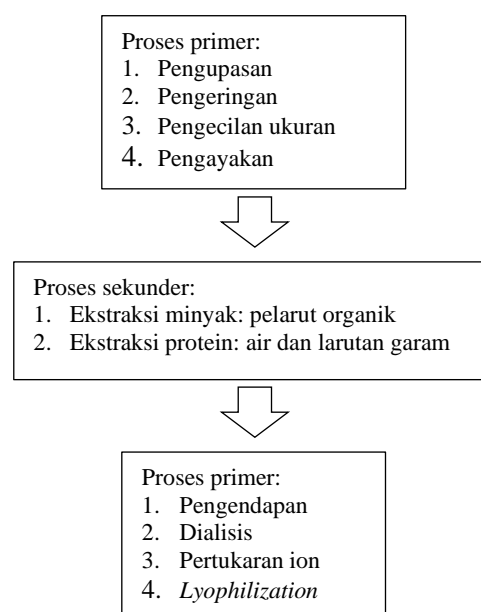 Proses primer:
1. Pengupasan
2. Pengeringan
3. Pengecilan ukuran
4. Pengayakan
Proses sekunder:
1. Ekstraksi minyak: pelarut organik
2. Ekstraksi protein: air dan larutan garam
Proses primer:
1. Pengendapan
2. Dialisis
3. Pertukaran ion
4. Lyophilization